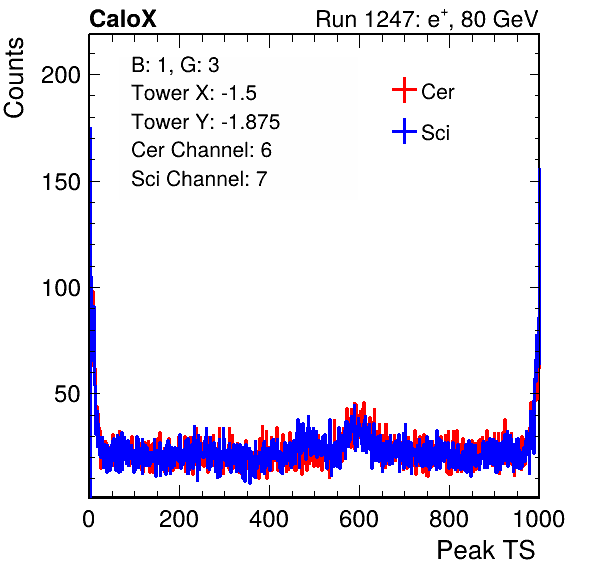 CaloX Run 1247: e⁺, 80 GeV
B: 1, G: 3
Tower X: -1.5
Tower Y: -1.875
Cer Channel: 6
Sci Channel: 7
Cer
Sci
Counts
200
150
100
50
0 200 400 600 800 1000
Peak TS